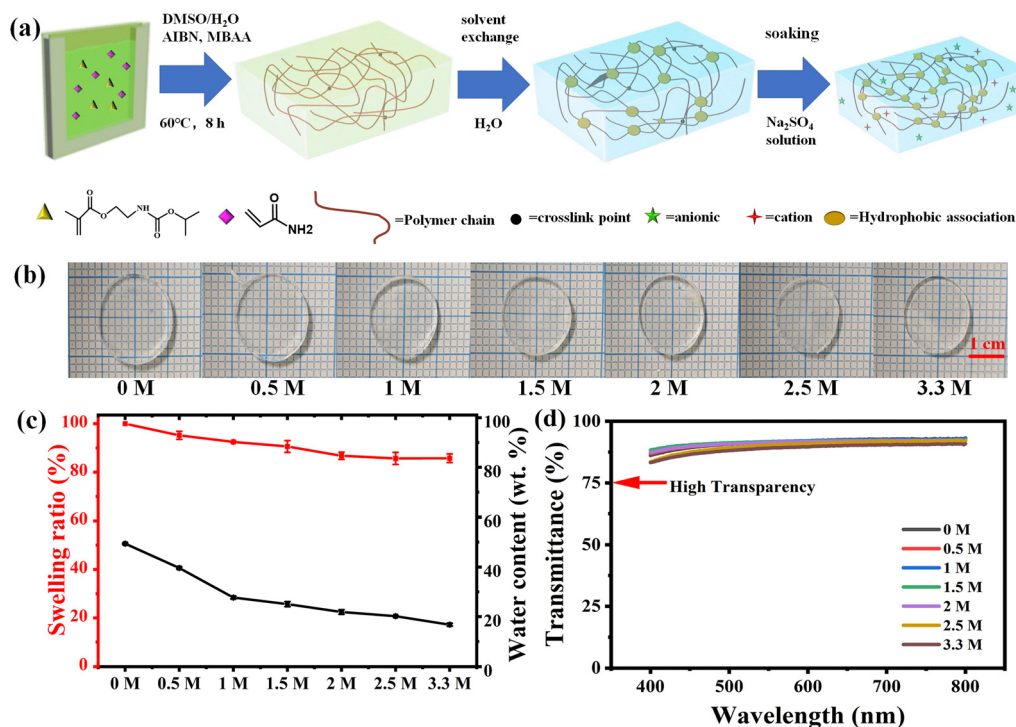 (a)
DMSO/H₂O
AIBN, MBAA
60°C, 8 h
solvent
exchange
H₂O
soaking
Na₂SO₄
solution
O
O
NH
O
O
O
NH2
=Polymer chain
=crosslink point
=anionic
=cation
=Hydrophobic association
(b)
1 cm
0 M
0.5 M
1 M
1.5 M
2 M
2.5 M
3.3 M
(c)
Swelling ratio (%)
100
80
60
40
20
0
Water content (wt. %)
100
80
60
40
20
0
0 M
0.5 M
1 M
1.5 M
2 M
2.5 M
3.3 M
(d)
Transmittance (%)
100
75
50
25
0
High Transparency
0 M
0.5 M
1 M
1.5 M
2 M
2.5 M
3.3 M
400
500
600
700
800
Wavelength (nm)